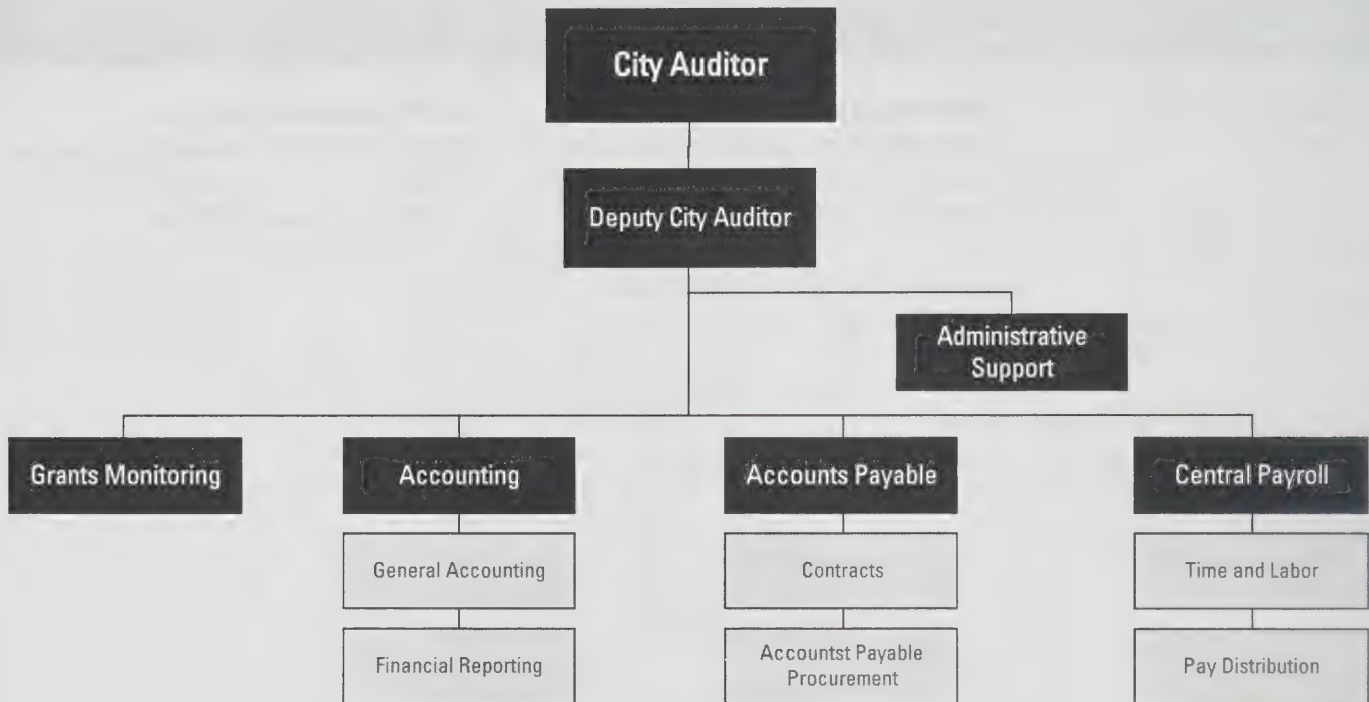 City Auditor
Deputy City Auditor
Administrative
Support
Grants Monitoring
Accounting
Accounts Payable
Central Payroll
General Accounting
Contracts
Time and Labor
Financial Reporting
Accountst Payable
Procurement
Pay Distribution